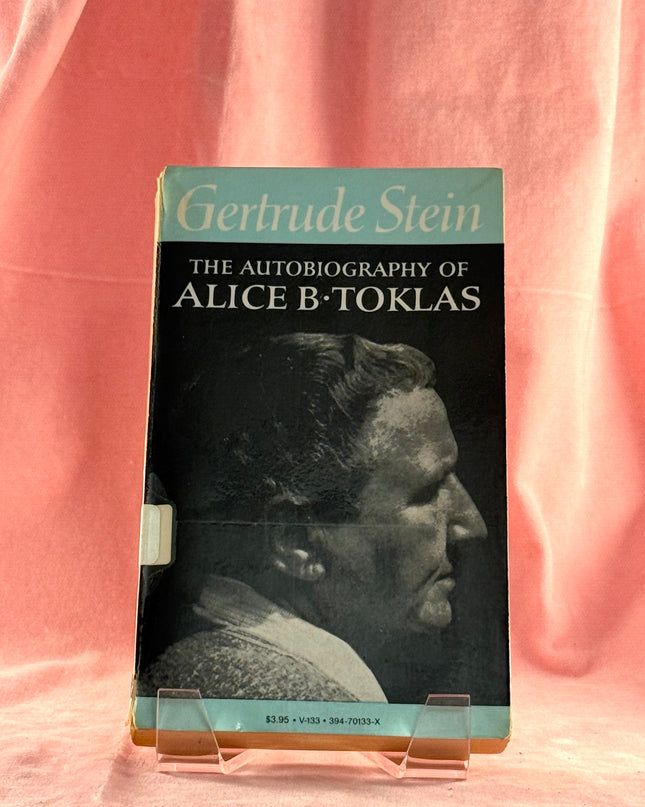 Gertrude Stein
THE AUTOBIOGRAPHY OF
ALICE B·TOKLAS
$3.95 • V-133 • 394-70133-X